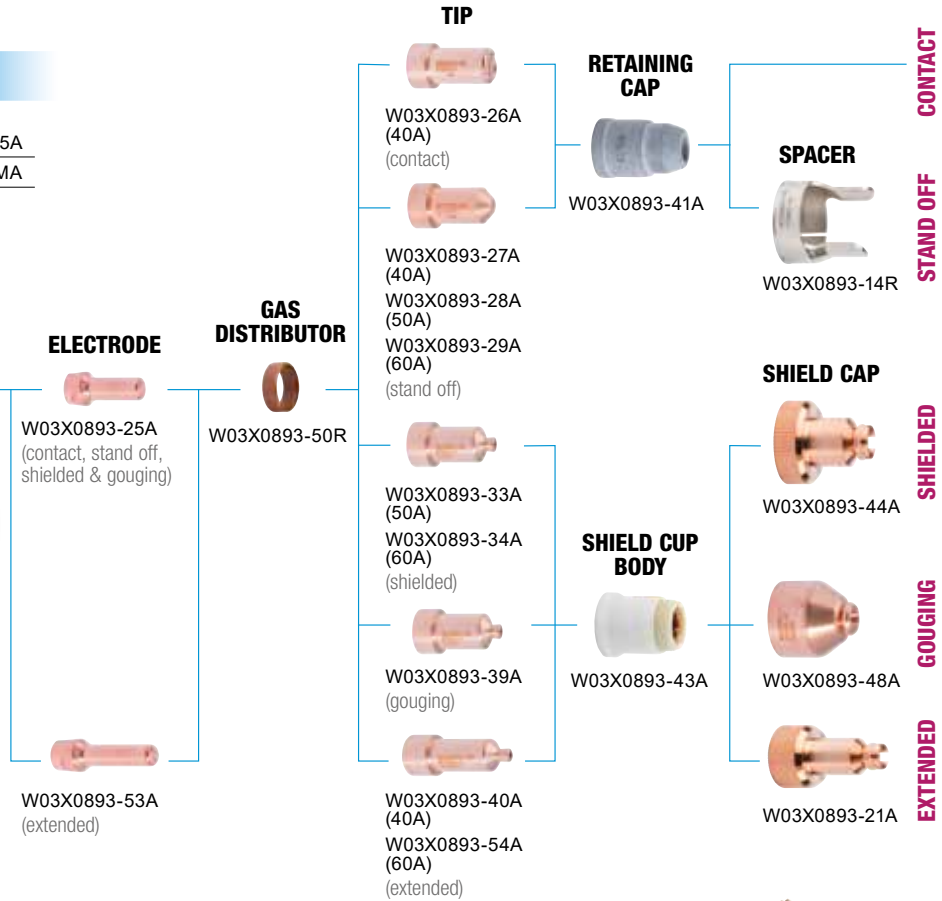 5A
MA
ELECTRODE
W03X0893-25A
(contact, stand off,
shielded & gouging)
W03X0893-53A
(extended)
GAS
DISTRIBUTOR
W03X0893-50R
TIP
W03X0893-26A
(40A)
(contact)
W03X0893-27A
(40A)
W03X0893-28A
(50A)
W03X0893-29A
(60A)
(stand off)
W03X0893-33A
(50A)
W03X0893-34A
(60A)
(shielded)
W03X0893-39A
(gouging)
W03X0893-40A
(40A)
W03X0893-54A
(60A)
(extended)
RETAINING
CAP
W03X0893-41A
SHIELD CUP
BODY
W03X0893-43A
SPACER
W03X0893-14R
SHIELD CAP
W03X0893-44A
W03X0893-48A
W03X0893-21A
CONTACT
STAND OFF
SHIELDED
GOUGING
EXTENDED